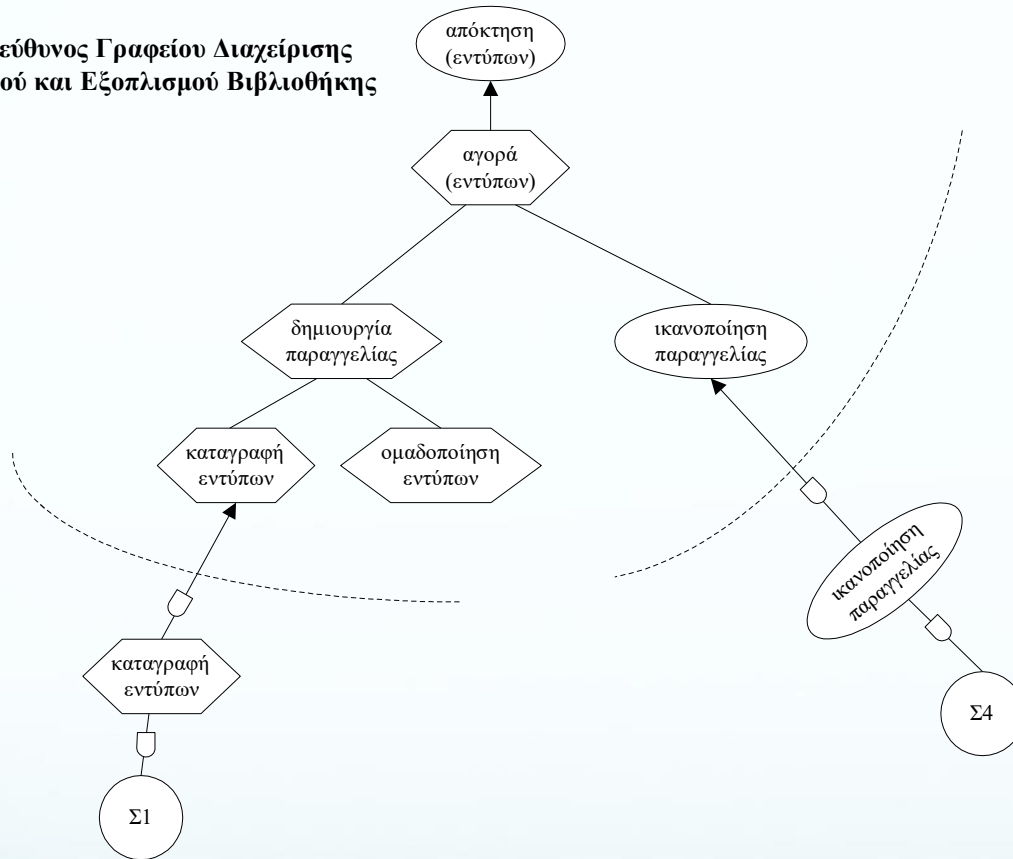 εύθυνος Γραφείου Διαχείρισης
ού και Εξοπλισμού Βιβλιοθήκης
απόκτηση
(εντύπων)
αγορά
(εντύπων)
δημιουργία
παραγγελίας
ικανοποίηση
παραγγελίας
καταγραφή
εντύπων
ομαδοποίηση
εντύπων
ικανοποίηση
παραγγελίας
καταγραφή
εντύπων
Σ4
Σ1